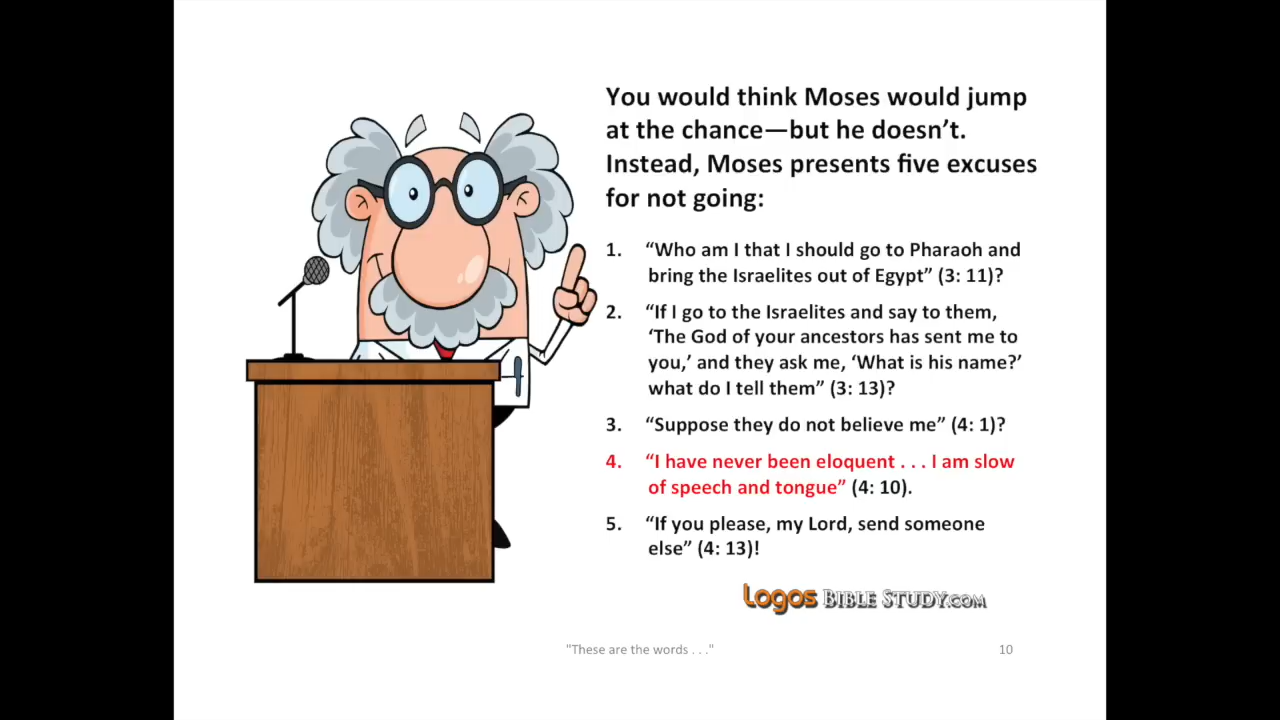 You would think Moses would jump
at the chance—but he doesn’t.
Instead, Moses presents five excuses
for not going:
1. “Who am I that I should go to Pharaoh and
bring the Israelites out of Egypt” (3: 11)?
2. “If I go to the Israelites and say to them,
‘The God of your ancestors has sent me to
you,’ and they ask me, ‘What is his name?’
what do I tell them” (3: 13)?
3. “Suppose they do not believe me” (4: 1)?
4. “I have never been eloquent . . . I am slow
of speech and tongue” (4: 10).
5. “If you please, my Lord, send someone
else” (4: 13)!
Logos BIBLE STUDY.COM
"These are the words . . ."
10